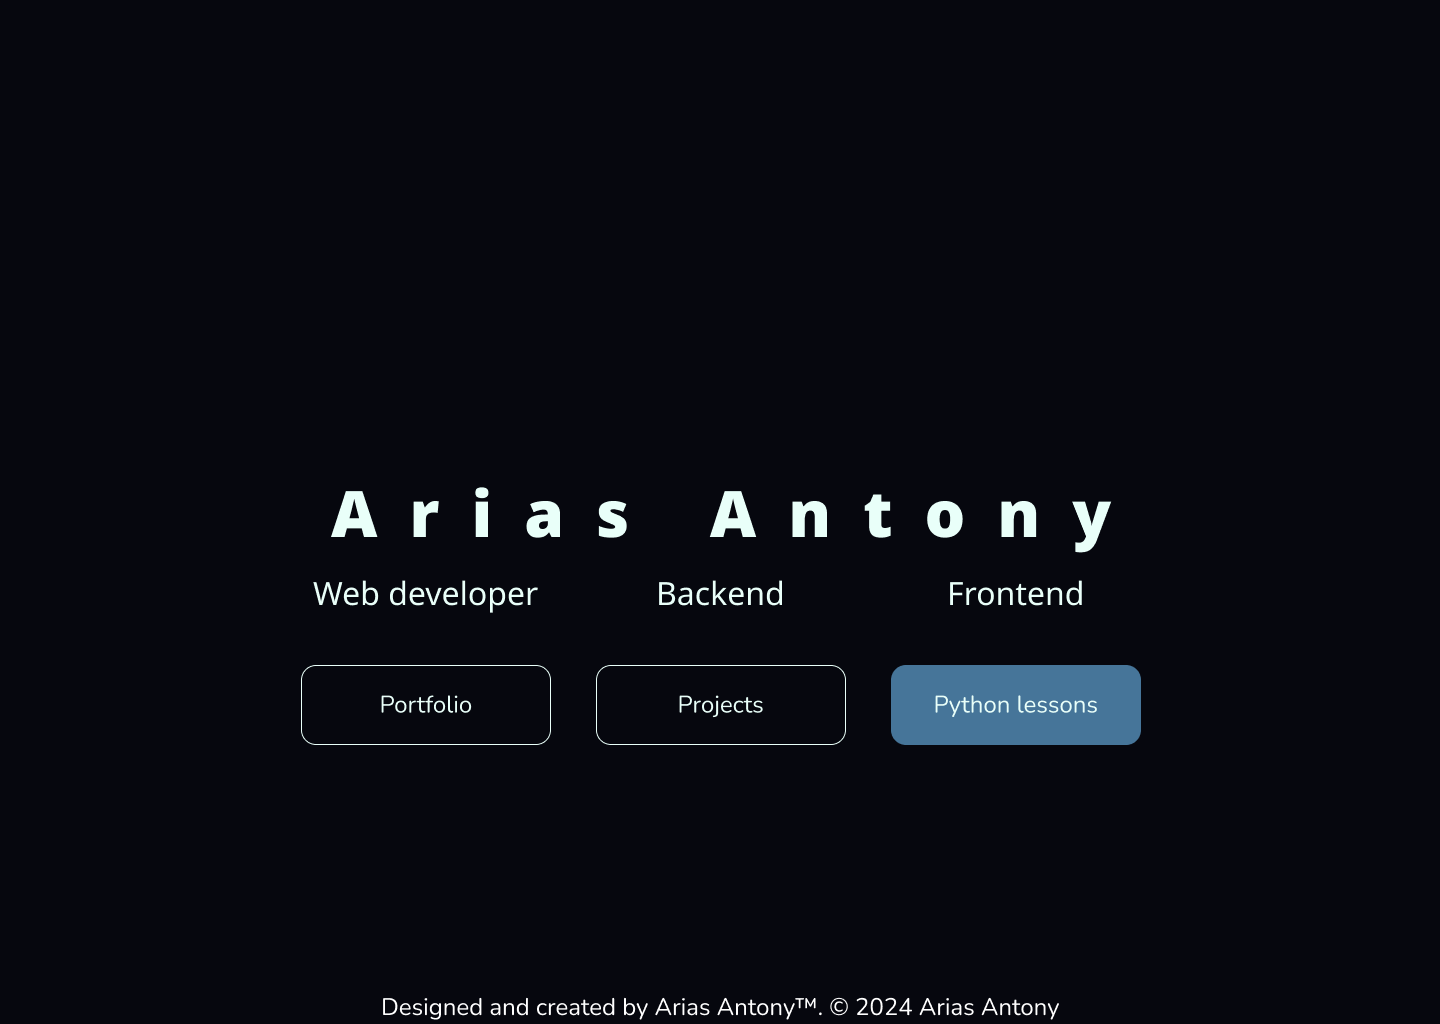 Arias Antony
Web developer Backend Frontend
Portfolio Projects Python lessons
Designed and created by Arias Antony™. © 2024 Arias Antony